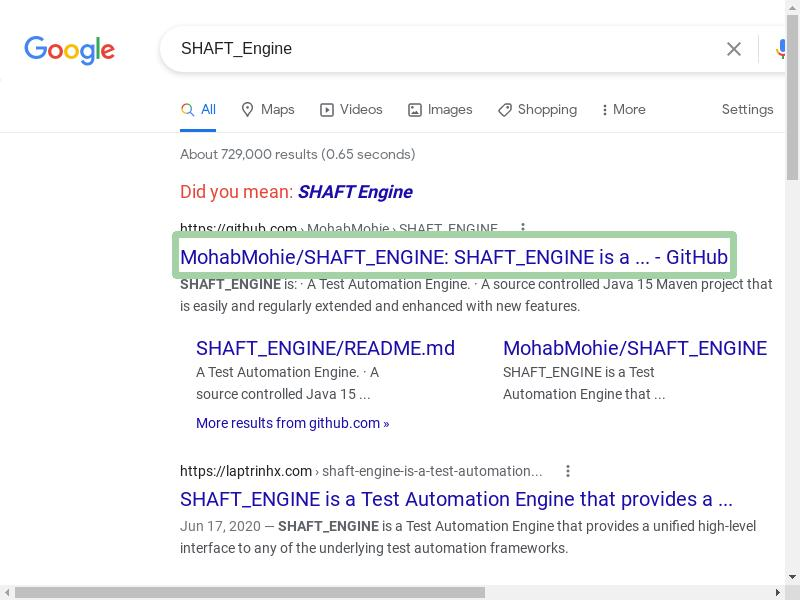 Google SHAFT_Engine
All Maps Videos Images Shopping More Settings
About 729,000 results (0.65 seconds)
Did you mean: SHAFT Engine
https://github.com › MohabMohie › SHAFT_ENGINE
MohabMohie/SHAFT_ENGINE: SHAFT_ENGINE is a ... - GitHub
SHAFT_ENGINE is: · A Test Automation Engine. · A source controlled Java 15 Maven project that
is easily and regularly extended and enhanced with new features.
SHAFT_ENGINE/README.md
A Test Automation Engine. · A
source controlled Java 15 ...
MohabMohie/SHAFT_ENGINE
SHAFT_ENGINE is a Test
Automation Engine that ...
More results from github.com »
https://laptrinhx.com › shaft-engine-is-a-test-automation...
SHAFT_ENGINE is a Test Automation Engine that provides a ...
Jun 17, 2020 — SHAFT_ENGINE is a Test Automation Engine that provides a unified high-level
interface to any of the underlying test automation frameworks.